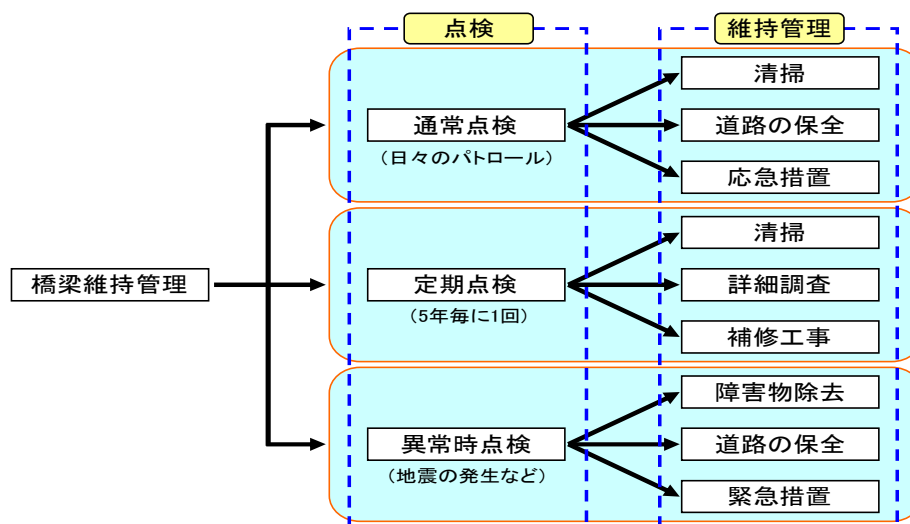 点検
維持管理
橋梁維持管理
通常点検
(日々のパトロール)
清掃
道路の保全
応急措置
定期点検
(5年毎に1回)
清掃
詳細調査
補修工事
異常時点検
(地震の発生など)
障害物除去
道路の保全
緊急措置